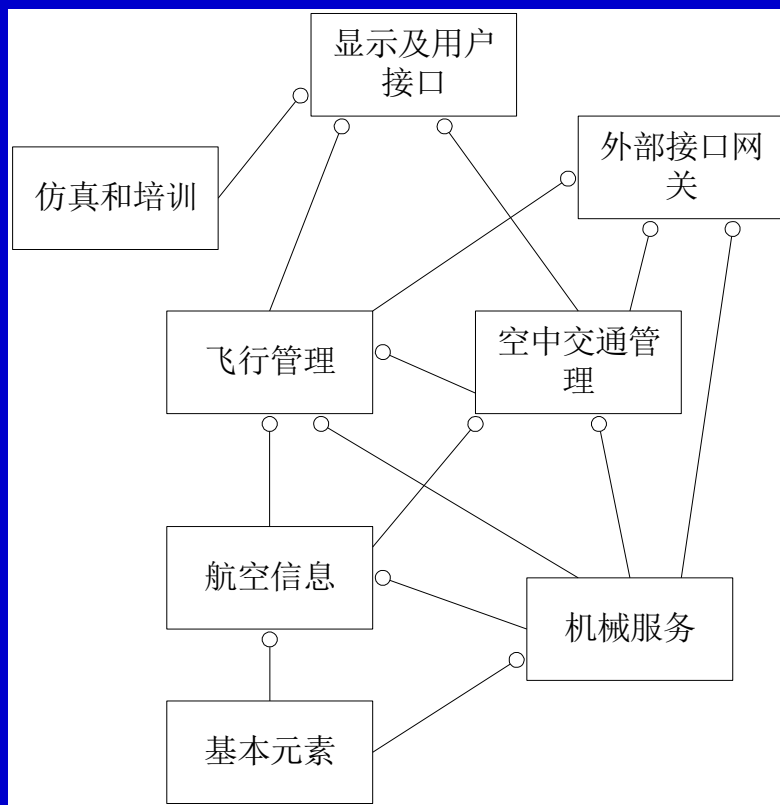 显示及用户
接口
外部接口网
关
仿真和培训
飞行管理
空中交通管
理
航空信息
机械服务
基本元素